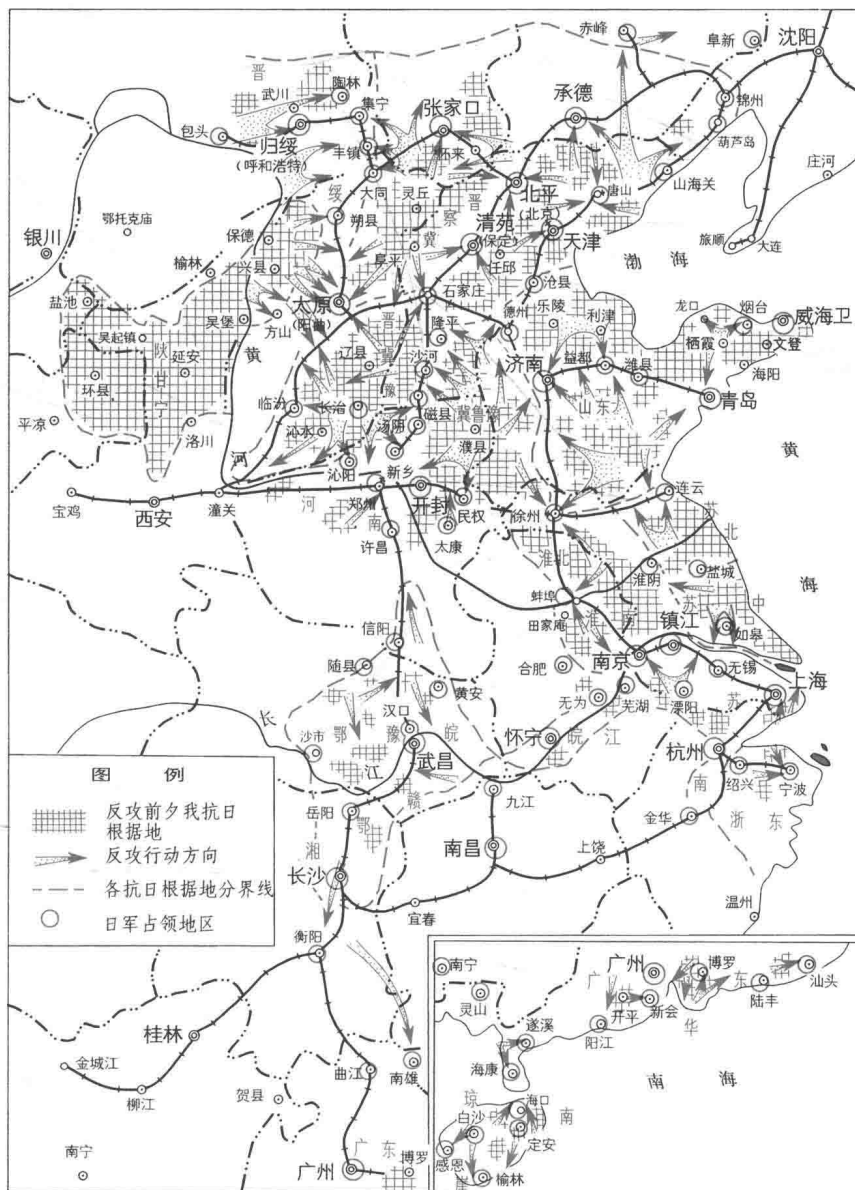 赤峰
阜新
沈阳
晋
陶林
武川
集宁
张家口
承德
锦州
包头
归绥
(呼和浩特)
丰镇
怀来
葫芦岛
大同
绥
灵丘
晋
北平
(北京)
唐山
山海关
庄河
鄂托克庙
保德
朔县
察
冀
清苑
(保定)
天津
旅顺
大连
银川
榆林
兴县
阜平
任邱
渤海
盐池
太原
(阳曲)
石家庄
沧县
吴堡
方山
晋
隆平
德州
乐陵
利津
龙口
烟台
威海卫
吴起镇
陕
甘
宁
延安
黄
辽县
冀
沙河
济南
益都
潍县
栖霞
文登
海阳
环县
豫
临汾
长治
磁县
冀鲁豫
山东
青岛
平凉
洛川
沁水
汤阴
濮县
黄
河
沁阳
新乡
开封
民权
连云
宝鸡
西安
潼关
河
郑州
南
徐州
苏
北
许昌
太康
淮北
淮阴
盐城
海
蚌埠
苏
中
信阳
田家庵
淮
镇江
如皋
随县
合肥
南京
无锡
上海
黄安
无为
芜湖
溧阳
苏
长
汉口
沙市
鄂
豫
皖
怀宁
皖
江
杭州
江
武昌
绍兴
宁波
图例
反攻前夕我抗日
根据地
反攻行动方向
各抗日根据地分界线
日军占领地区
岳阳
赣
九江
南
鄂
湘
南昌
金华
浙
东
长沙
上饶
宜春
温州
衡阳
桂林
金城江
柳江
曲江
南雄
贺县
南宁
广东
广州
博罗
南宁
广州
博罗
东
汕头
灵山
广
开平
新会
陆丰
遂溪
阳江
华
海康
南海
琼
海口
白沙
南
定安
感恩
榆林
崖